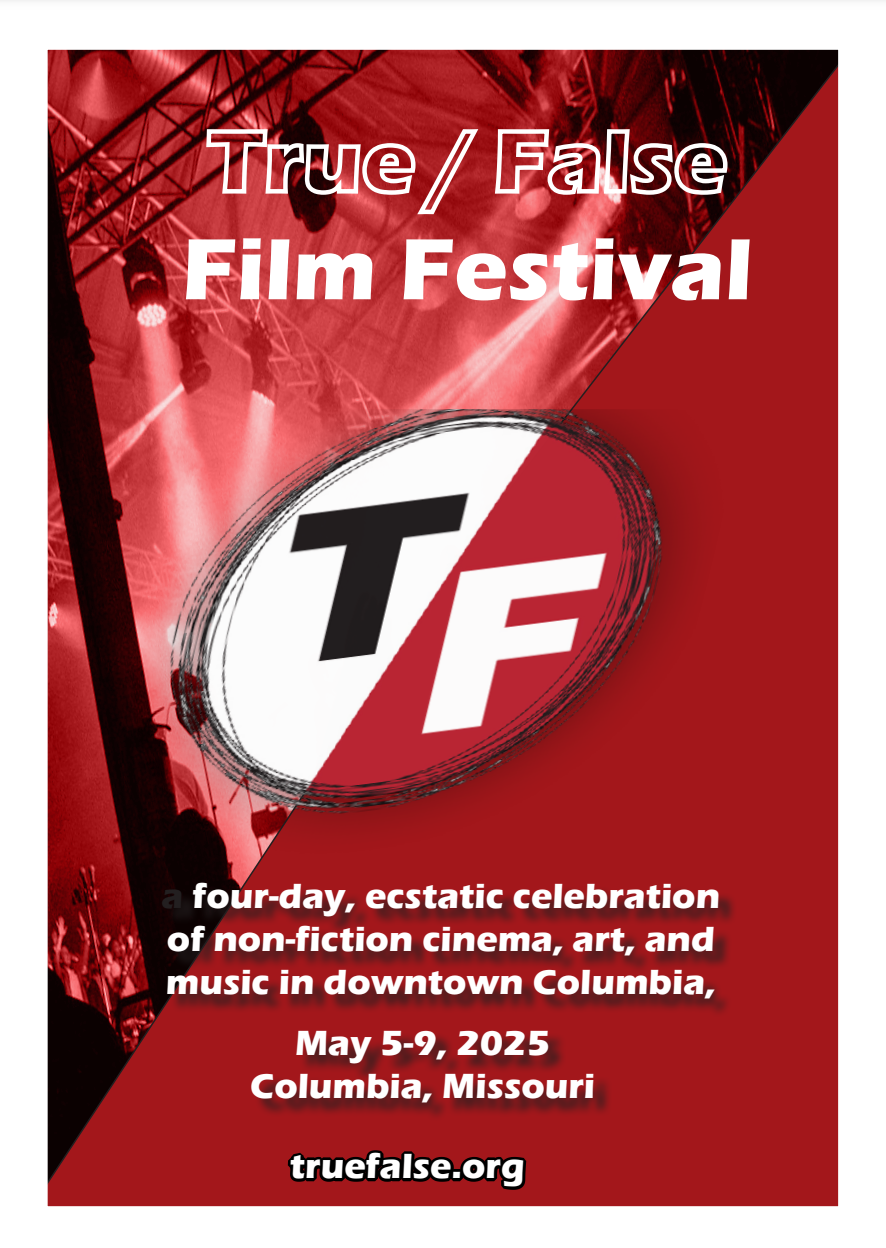 True / False
Film Festival
T
F
a four-day, ecstatic celebration
of non-fiction cinema, art, and
music in downtown Columbia,
May 5-9, 2025
Columbia, Missouri
truefalse.org